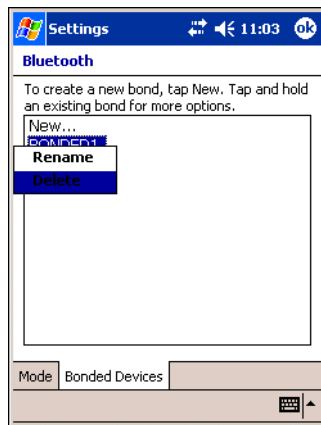 Settings 11:03 ok
Bluetooth
To create a new bond, tap New. Tap and hold
an existing bond for more options.
New...
BONDED1
Rename
Delete
Mode Bonded Devices